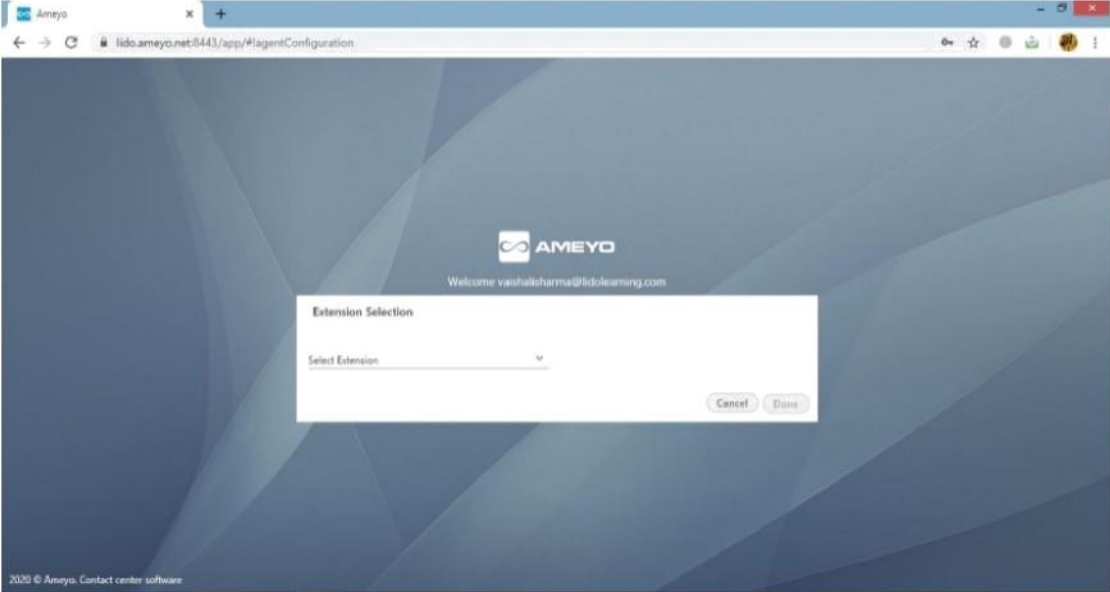 Ameyo
lido.ameyo.net:8443/app/#!agentConfiguration
AMEYO
Welcome vaishalisharma@lidolearning.com
Extension Selection
Select Extension
Cancel Done
2020 © Ameyo. Contact center software